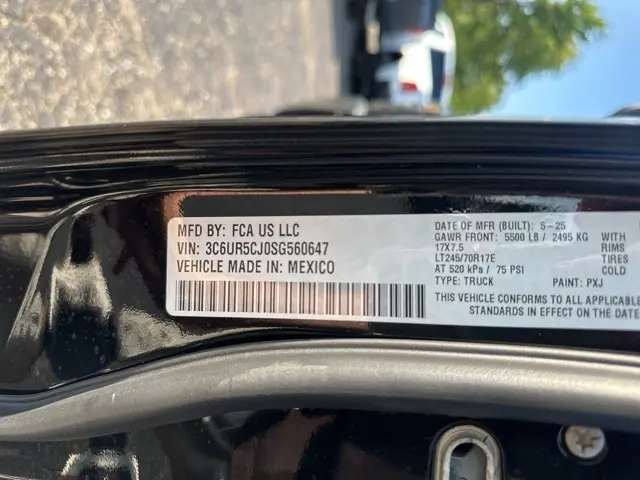 MFD BY: FCA US LLC
VIN: 3C6UR5CJ0SG560647
VEHICLE MADE IN: MEXICO
DATE OF MFR (BUILT): 5-25
GAWR FRONT: 5500 LB / 2495 KG WITH
17X7.5 RIMS
LT245/70R17E TIRES
AT 520 kPa / 75 PSI COLD
TYPE: TRUCK PAINT: PXJ
THIS VEHICLE CONFORMS TO ALL APPLICABLE
STANDARDS IN EFFECT ON THE